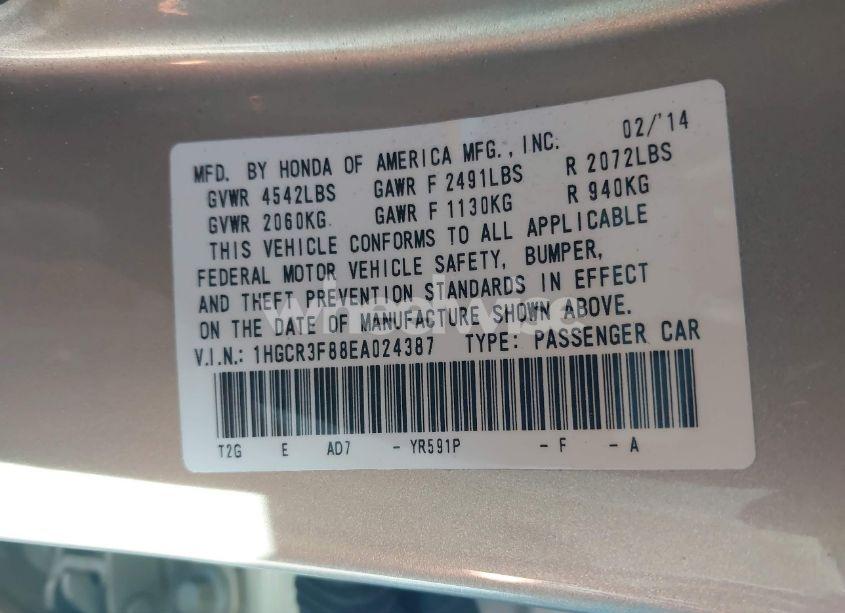 02/'14
MFD. BY HONDA OF AMERICA MFG., INC.
GVWR 4542LBS GAWR F 2491LBS R 2072LBS
GVWR 2060KG GAWR F 1130KG R 940KG
THIS VEHICLE CONFORMS TO ALL APPLICABLE
FEDERAL MOTOR VEHICLE SAFETY, BUMPER,
AND THEFT PREVENTION STANDARDS IN EFFECT
ON THE DATE OF MANUFACTURE SHOWN ABOVE.
wheelwise
V.I.N.: 1HGCR3F88EA024387 TYPE: PASSENGER CAR
T2G E AD7 - YR591P - F - A